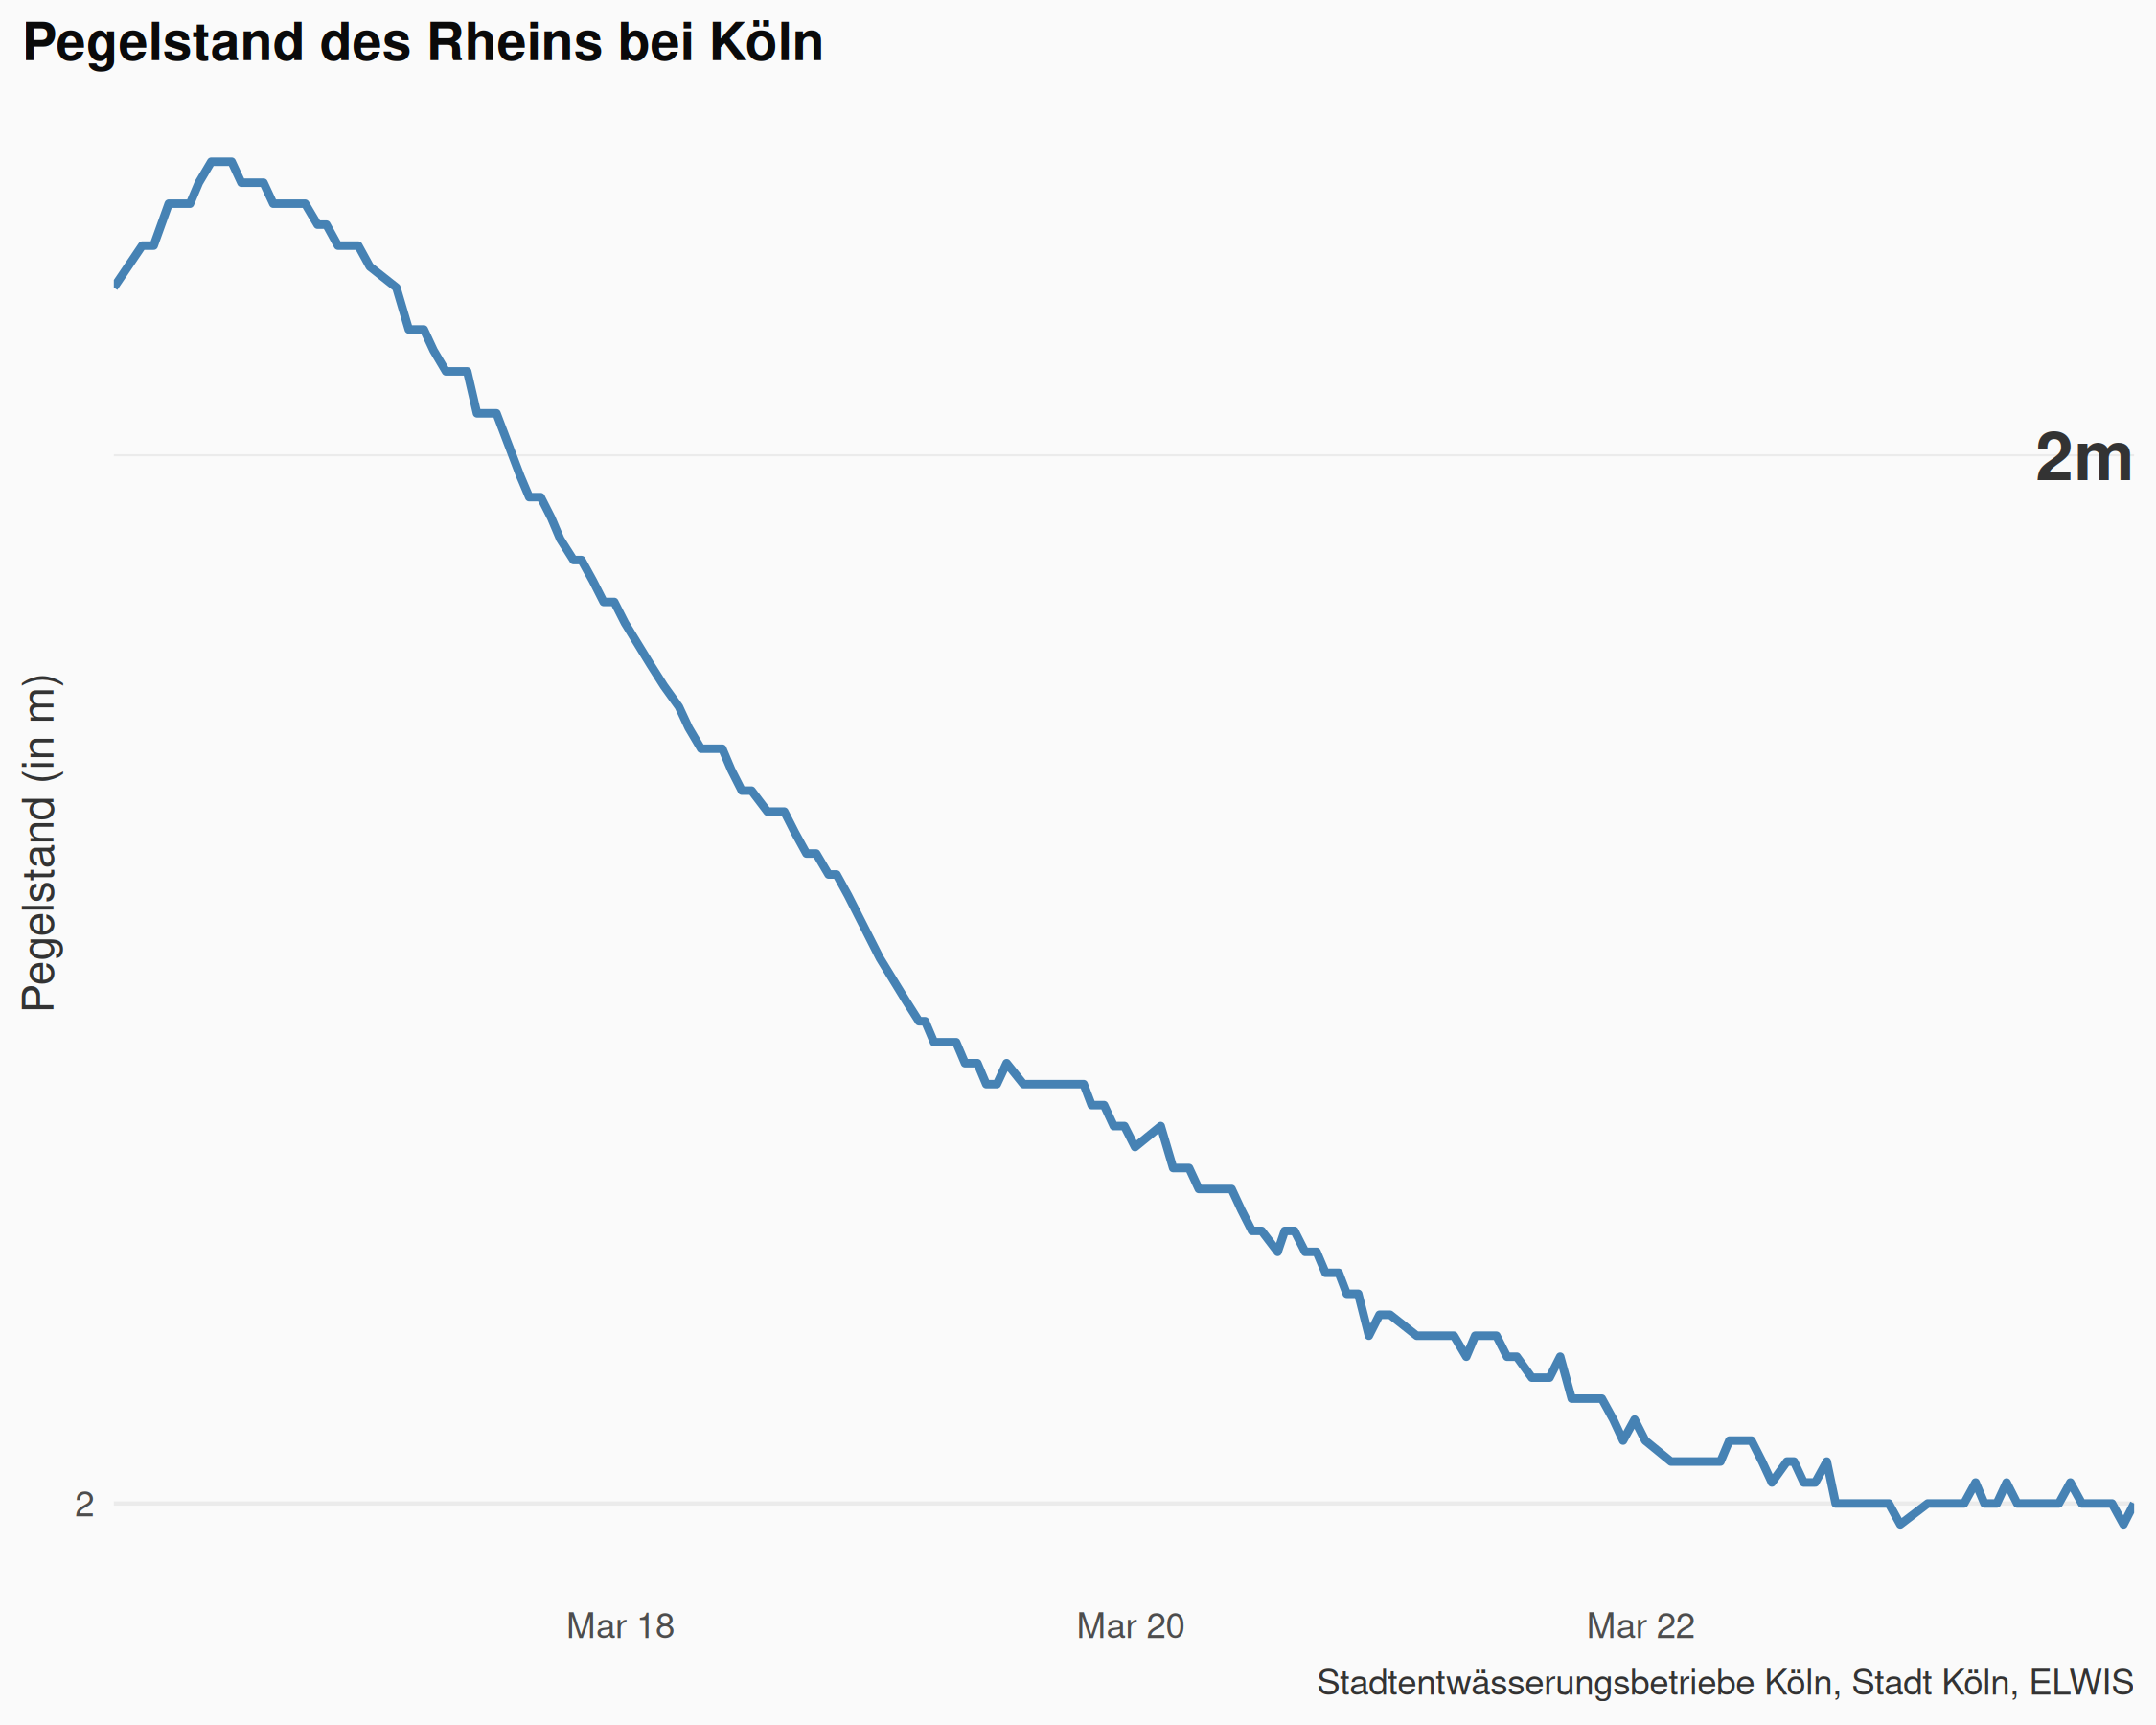 Pegelstand des Rheins bei Köln
2m
Pegelstand (in m)
2
Mar 18
Mar 20
Mar 22
Stadtentwässerungsbetriebe Köln, Stadt Köln, ELWIS